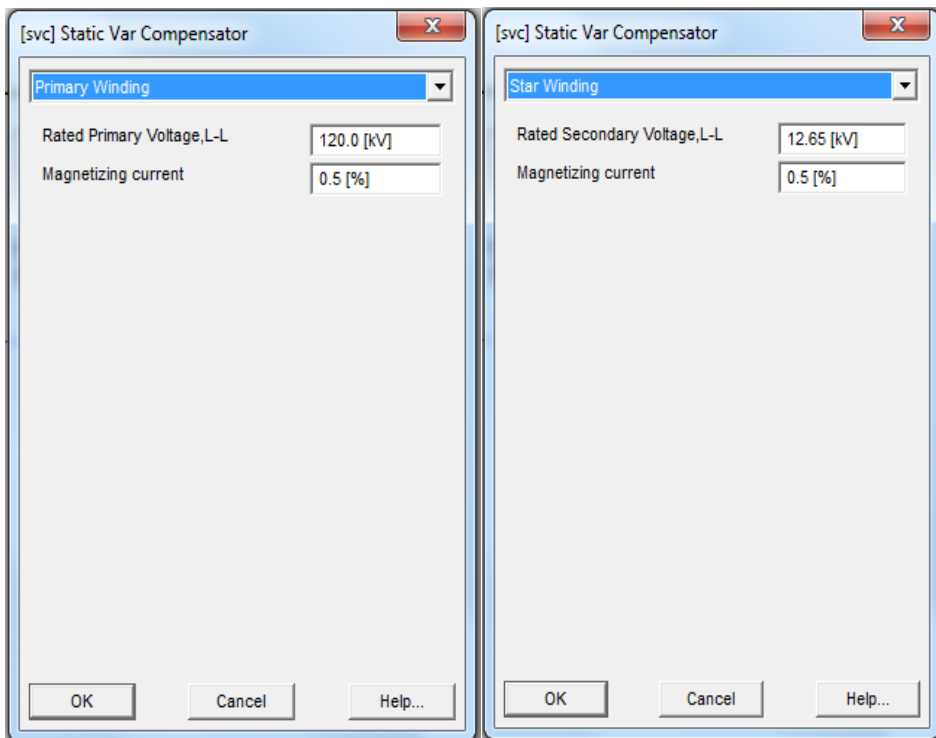 [svc] Static Var Compensator
X
Primary Winding
Rated Primary Voltage,L-L
120.0 [kV]
Magnetizing current
0.5 [%]
OK
Cancel
Help...
[svc] Static Var Compensator
X
Star Winding
Rated Secondary Voltage,L-L
12.65 [kV]
Magnetizing current
0.5 [%]
OK
Cancel
Help...